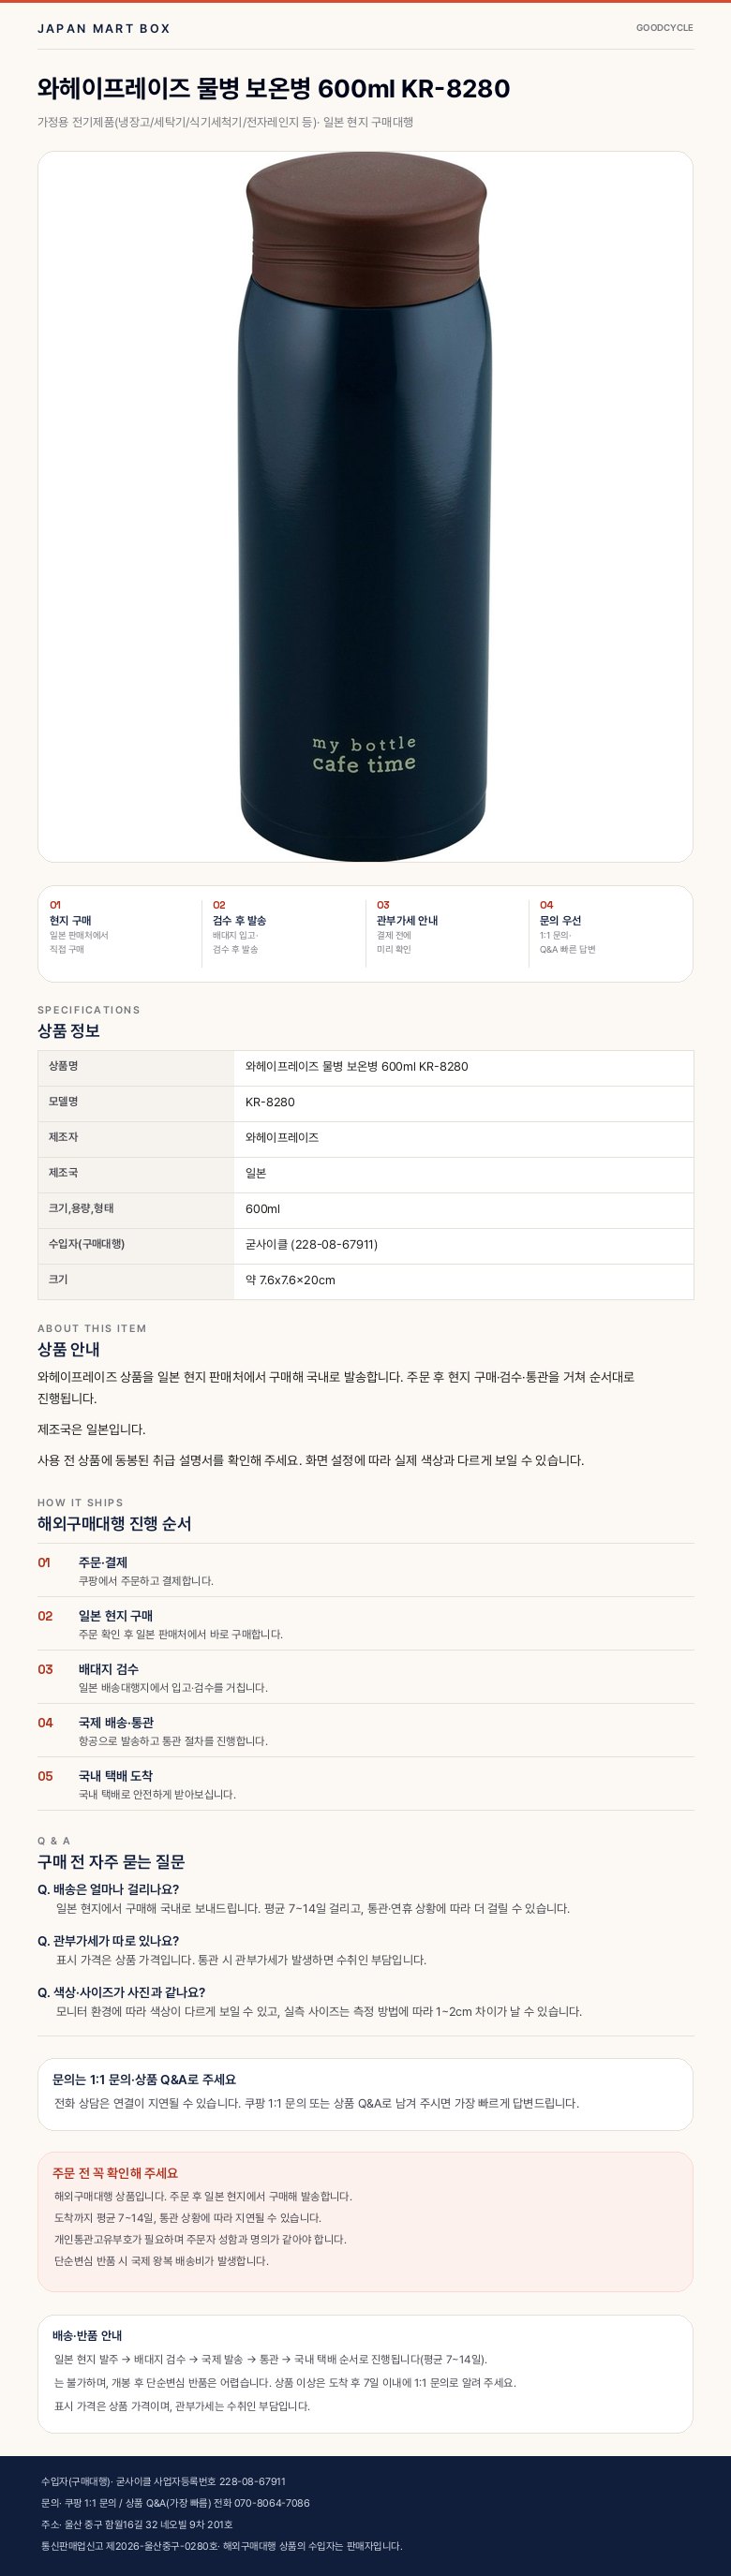 JAPAN MART BOX
GOODCYCLE
와헤이프레이즈 물병 보온병 600ml KR-8280
가정용 전기제품(냉장고/세탁기/식기세척기/전자레인지 등)· 일본 현지 구매대행
my bottle
cafe time
01
현지 구매
일본 판매처에서
직접 구매
02
검수 후 발송
배대지 입고·
검수 후 발송
03
관부가세 안내
결제 전에
미리 확인
04
문의 우선
1:1 문의·
Q&A 빠른 답변
SPECIFICATIONS
상품 정보
상품명 와헤이프레이즈 물병 보온병 600ml KR-8280
모델명 KR-8280
제조자 와헤이프레이즈
제조국 일본
크기,용량,형태 600ml
수입자(구매대행) 굳사이클 (228-08-67911)
크기 약 7.6x7.6×20cm
ABOUT THIS ITEM
상품 안내
와헤이프레이즈 상품을 일본 현지 판매처에서 구매해 국내로 발송합니다. 주문 후 현지 구매·검수·통관을 거쳐 순서대로
진행됩니다.
제조국은 일본입니다.
사용 전 상품에 동봉된 취급 설명서를 확인해 주세요. 화면 설정에 따라 실제 색상과 다르게 보일 수 있습니다.
HOW IT SHIPS
해외구매대행 진행 순서
01 주문·결제
쿠팡에서 주문하고 결제합니다.
02 일본 현지 구매
주문 확인 후 일본 판매처에서 바로 구매합니다.
03 배대지 검수
일본 배송대행지에서 입고·검수를 거칩니다.
04 국제 배송·통관
항공으로 발송하고 통관 절차를 진행합니다.
05 국내 택배 도착
국내 택배로 안전하게 받아보십니다.
Q & A
구매 전 자주 묻는 질문
Q. 배송은 얼마나 걸리나요?
일본 현지에서 구매해 국내로 보내드립니다. 평균 7~14일 걸리고, 통관·연휴 상황에 따라 더 걸릴 수 있습니다.
Q. 관부가세가 따로 있나요?
표시 가격은 상품 가격입니다. 통관 시 관부가세가 발생하면 수취인 부담입니다.
Q. 색상·사이즈가 사진과 같나요?
모니터 환경에 따라 색상이 다르게 보일 수 있고, 실측 사이즈는 측정 방법에 따라 1~2cm 차이가 날 수 있습니다.
문의는 1:1 문의·상품 Q&A로 주세요
전화 상담은 연결이 지연될 수 있습니다. 쿠팡 1:1 문의 또는 상품 Q&A로 남겨 주시면 가장 빠르게 답변드립니다.
주문 전 꼭 확인해 주세요
해외구매대행 상품입니다. 주문 후 일본 현지에서 구매해 발송합니다.
도착까지 평균 7~14일, 통관 상황에 따라 지연될 수 있습니다.
개인통관고유부호가 필요하며 주문자 성함과 명의가 같아야 합니다.
단순변심 반품 시 국제 왕복 배송비가 발생합니다.
배송·반품 안내
일본 현지 발주 → 배대지 검수 → 국제 발송 → 통관 → 국내 택배 순서로 진행됩니다(평균 7~14일).
는 불가하며, 개봉 후 단순변심 반품은 어렵습니다. 상품 이상은 도착 후 7일 이내에 1:1 문의로 알려 주세요.
표시 가격은 상품 가격이며, 관부가세는 수취인 부담입니다.
수입자(구매대행)· 굳사이클 사업자등록번호 228-08-67911
문의· 쿠팡 1:1 문의 / 상품 Q&A(가장 빠름) 전화 070-8064-7086
주소· 울산 중구 함월16길 32 네오빌 9차 201호
통신판매업신고 제2026-울산중구-0280호· 해외구매대행 상품의 수입자는 판매자입니다.